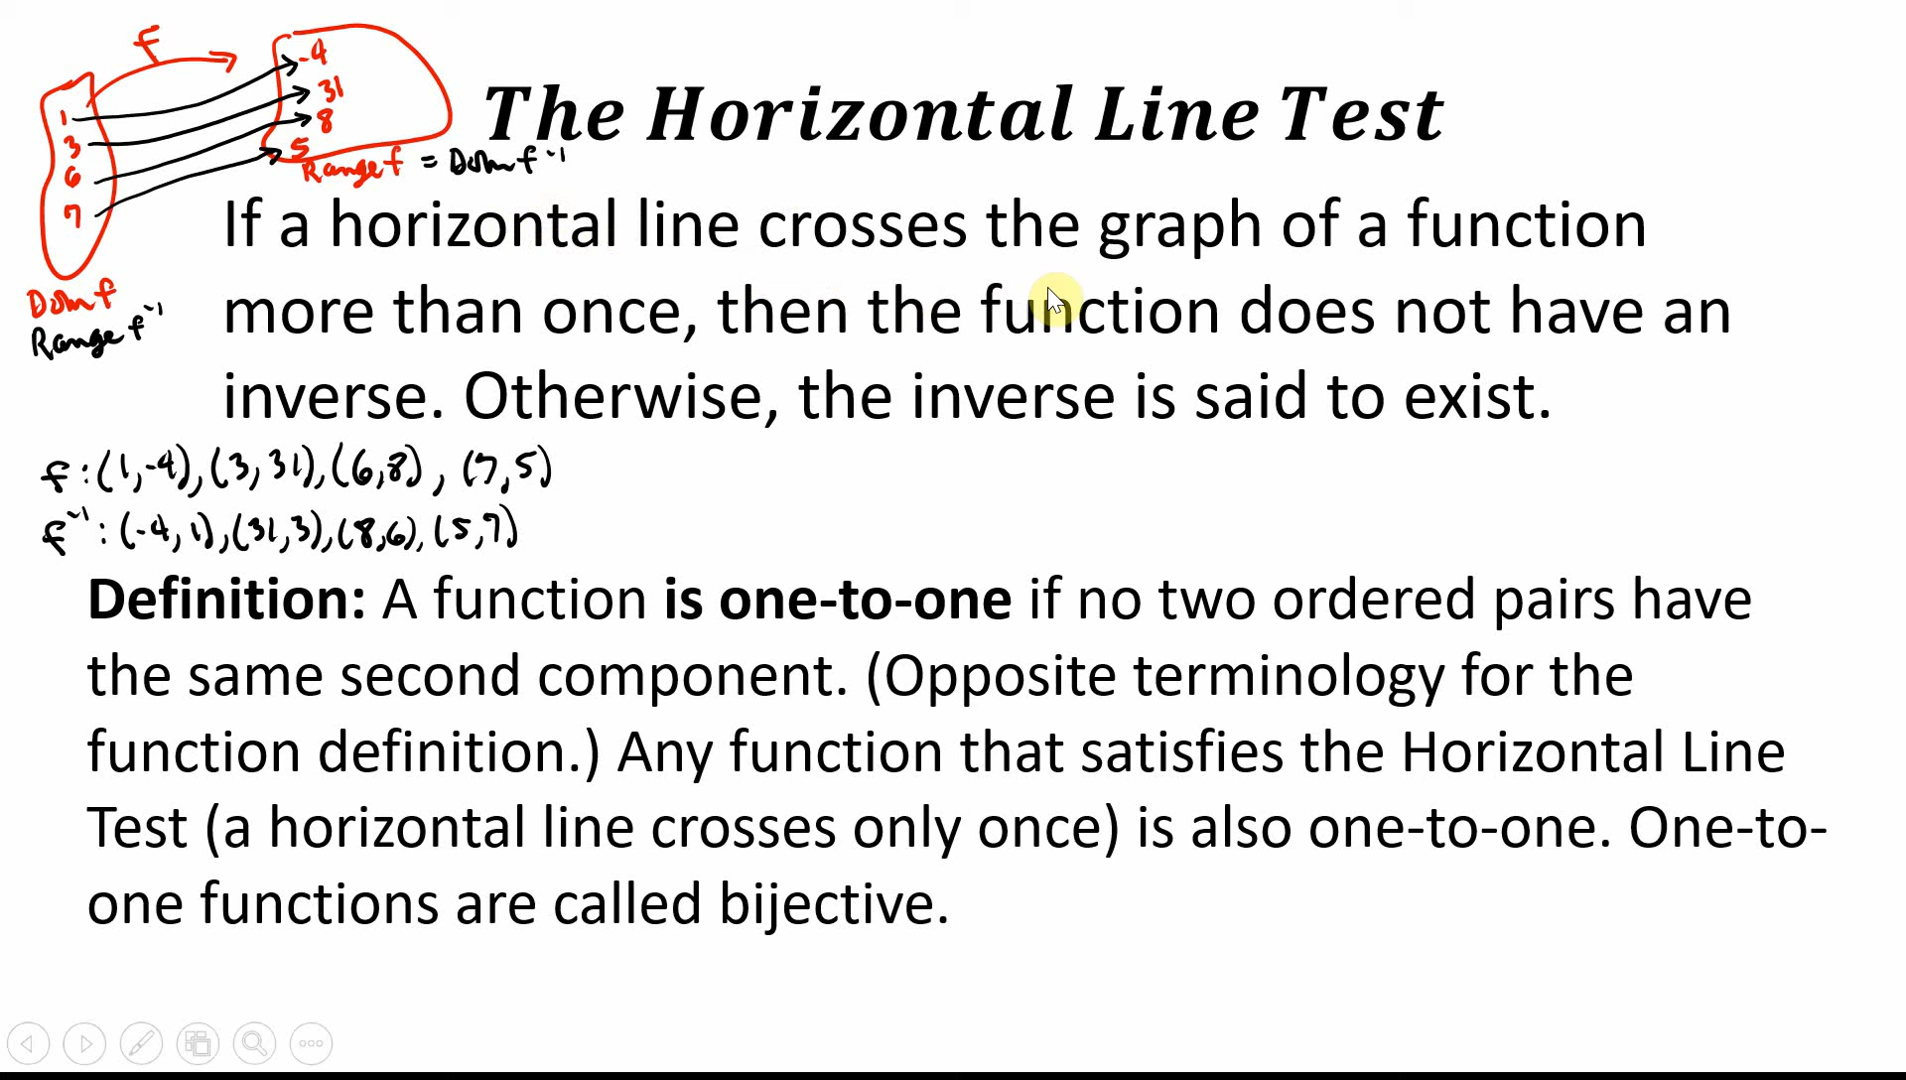 f
1
3
6
7
-4
31
8
5
Range f = Dom f⁻¹
Dom f
Range f⁻¹
The Horizontal Line Test
If a horizontal line crosses the graph of a function
more than once, then the function does not have an
inverse. Otherwise, the inverse is said to exist.
f : (1,-4), (3, 31), (6,8), (7,5)
f⁻¹ : (-4, 1), (31,3), (8,6), (5,7)
Definition: A function is one-to-one if no two ordered pairs have
the same second component. (Opposite terminology for the
function definition.) Any function that satisfies the Horizontal Line
Test (a horizontal line crosses only once) is also one-to-one. One-to-
one functions are called bijective.